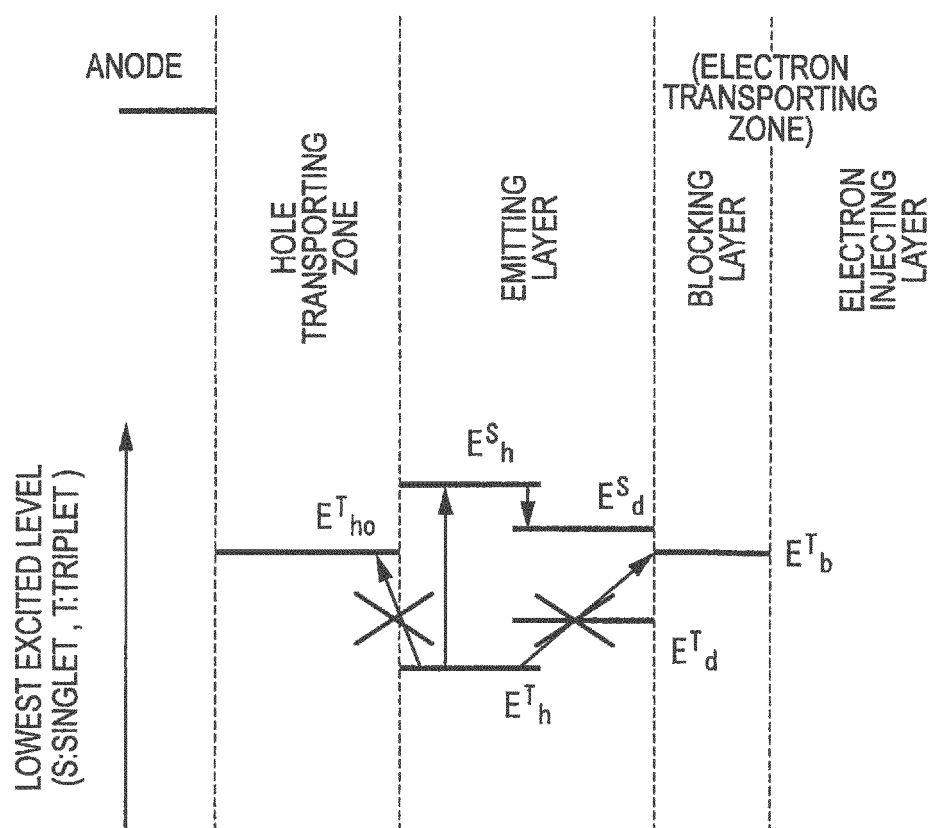 ANODE
(ELECTRON
TRANSPORTING
ZONE)
HOLE
TRANSPORTING
ZONE
EMITTING
LAYER
BLOCKING
LAYER
ELECTRON
INJECTING
LAYER
LOWEST EXCITED LEVEL
(S:SINGLET , T:TRIPLET )
E^S_h
E^S_d
E^T_ho
E^T_b
E^T_d
E^T_h